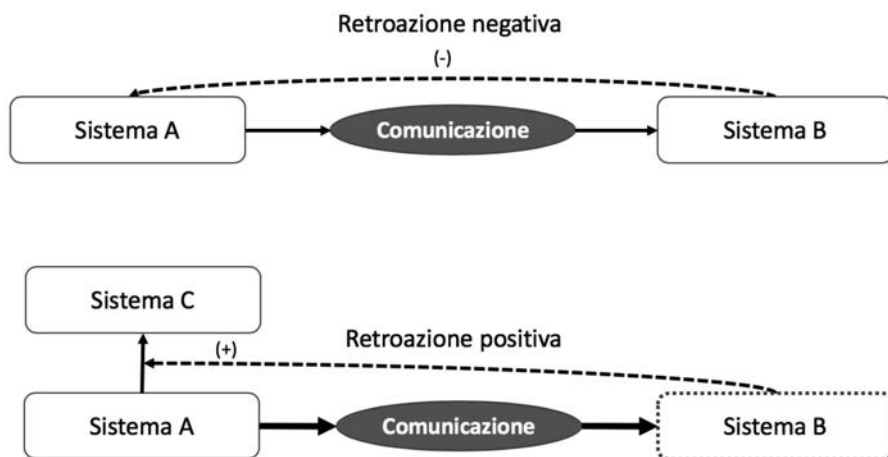 Retroazione negativa
(-)
Sistema A
Comunicazione
Sistema B
Sistema C
(+)
Retroazione positiva
Sistema A
Comunicazione
Sistema B